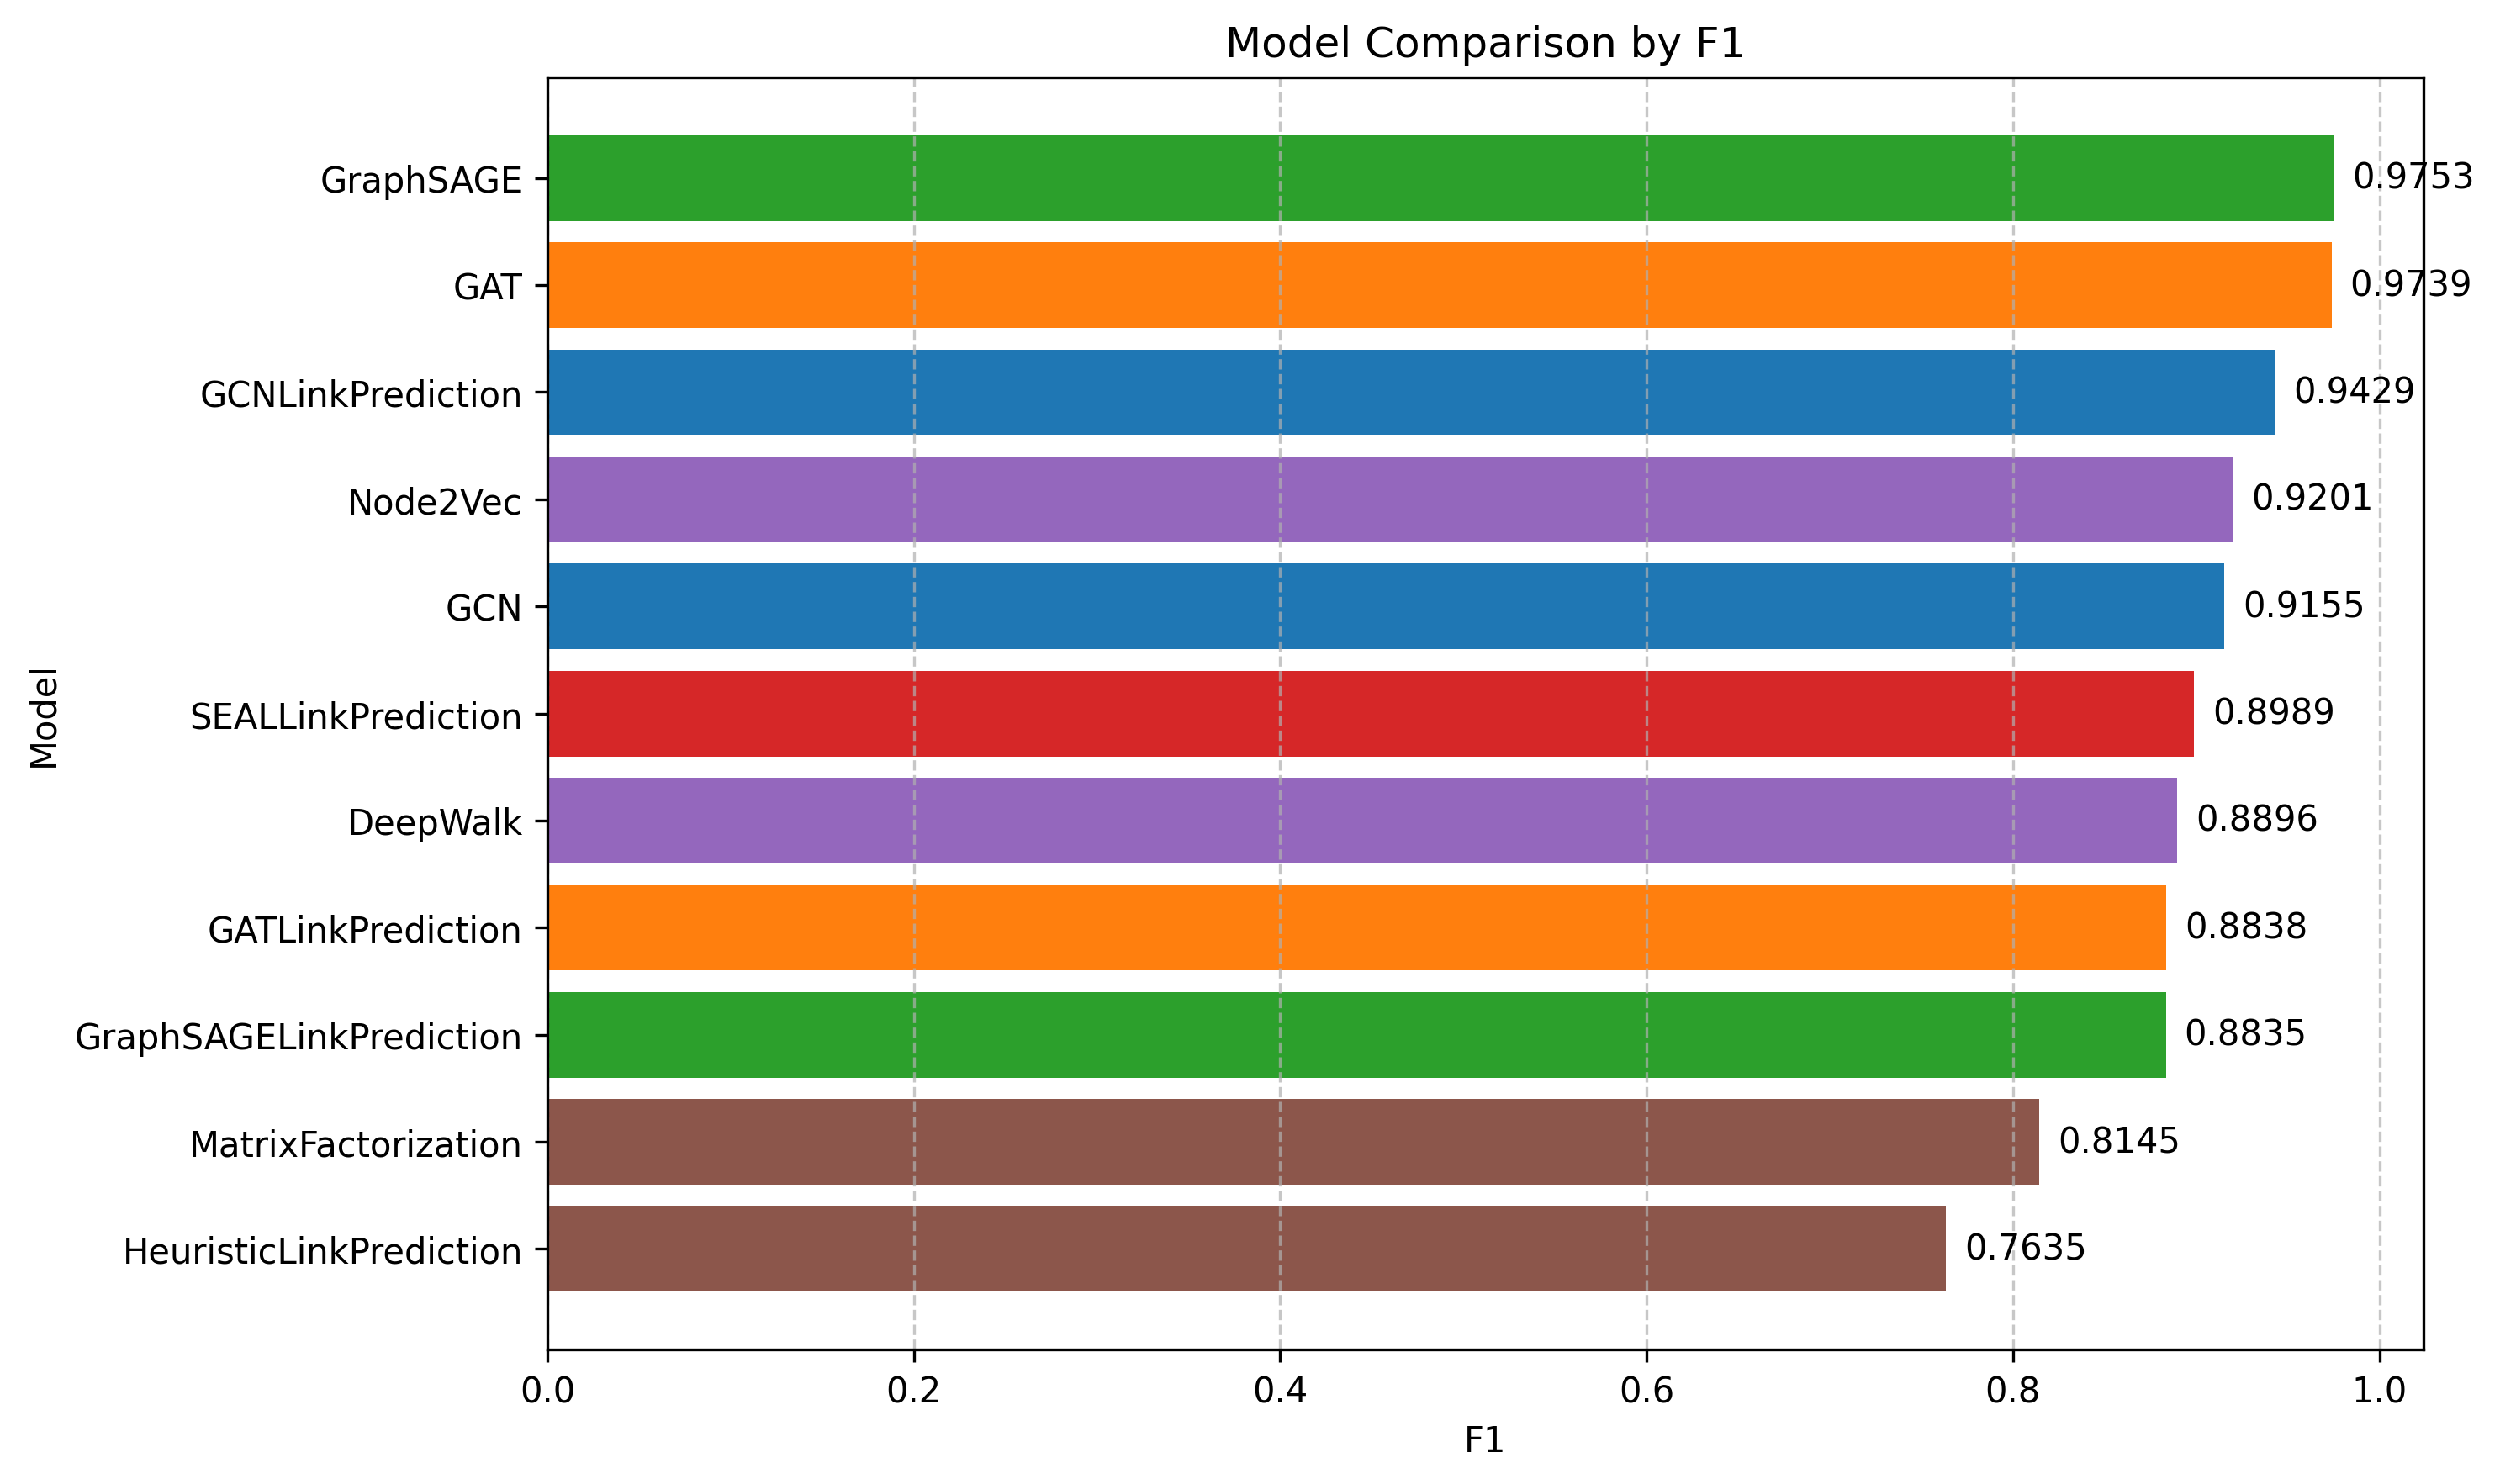 Model Comparison by F1
GraphSAGE 0.9753
GAT 0.9739
GCNLinkPrediction 0.9429
Node2Vec 0.9201
GCN 0.9155
SEALLinkPrediction 0.8989
DeepWalk 0.8896
GATLinkPrediction 0.8838
GraphSAGELinkPrediction 0.8835
MatrixFactorization 0.8145
HeuristicLinkPrediction 0.7635
Model
0.0 0.2 0.4 0.6 0.8 1.0
F1